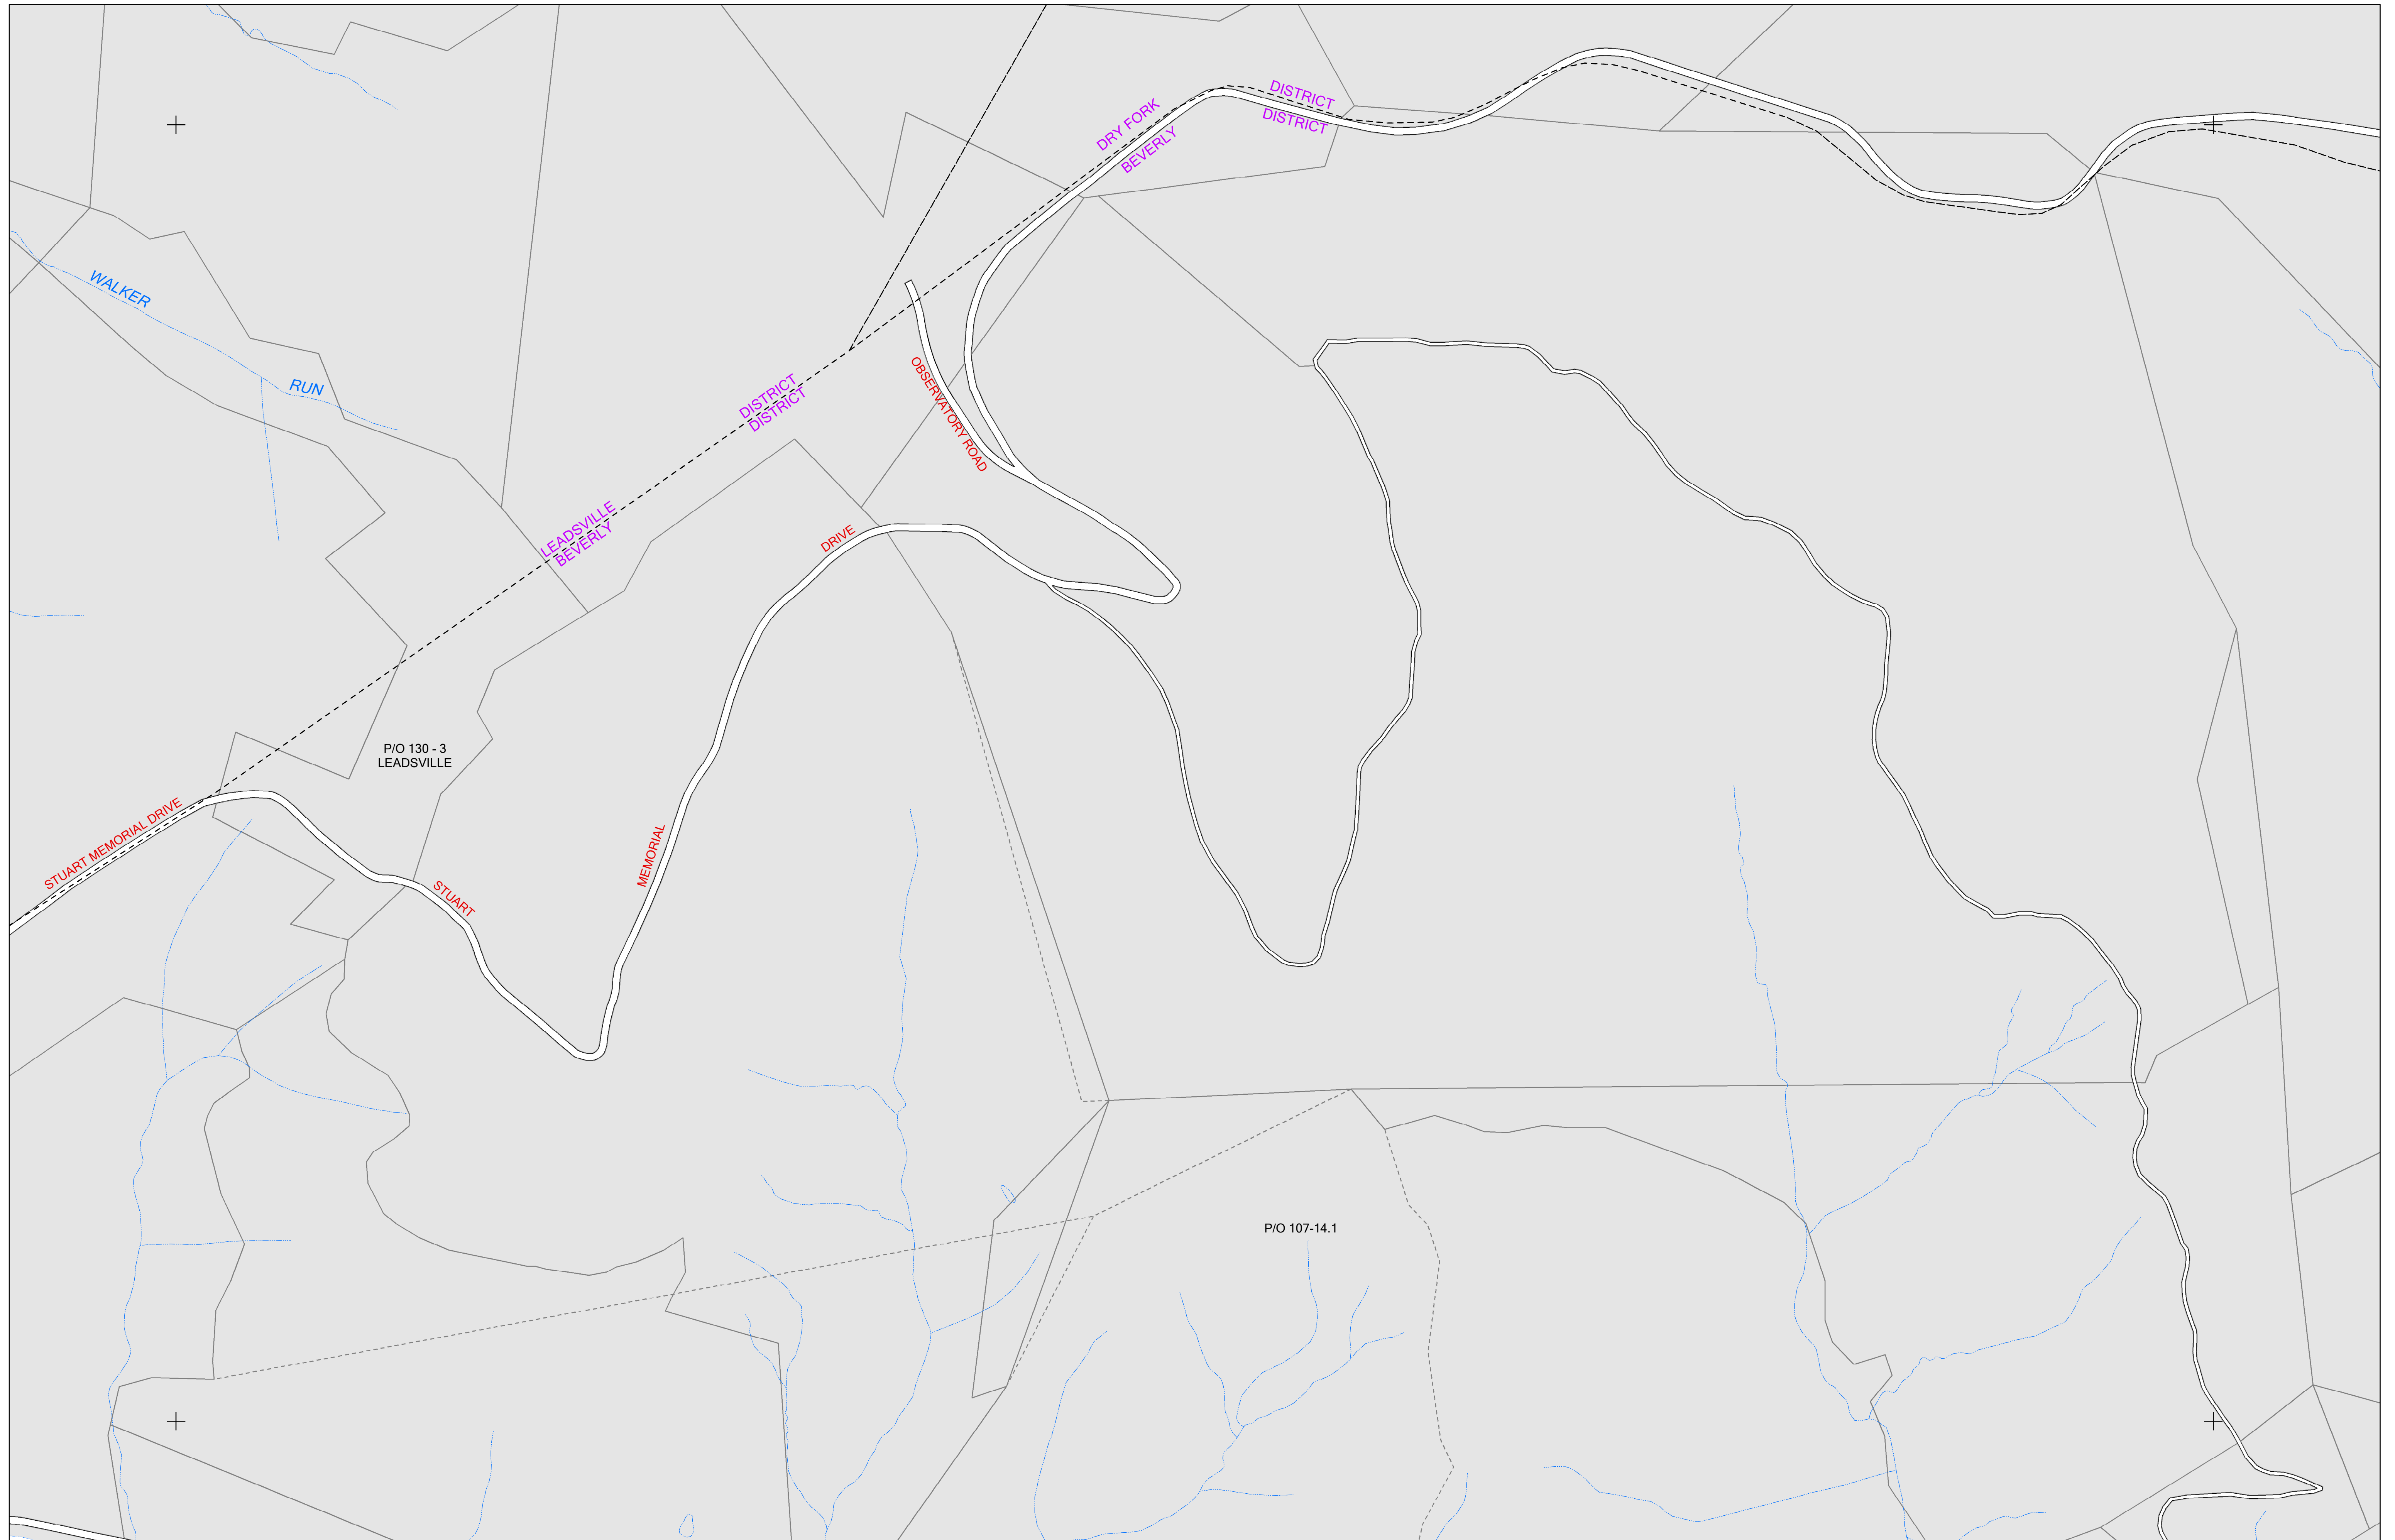 DISTRICT
DISTRICT
DRY FORK
BEVERLY
WALKER
RUN
OBSERVATORY ROAD
DISTRICT
DISTRICT
LEADSVILLE
BEVERLY
DRIVE
P/O 130 - 3
LEADSVILLE
STUART MEMORIAL DRIVE
MEMORIAL
STUART
P/O 107-14.1